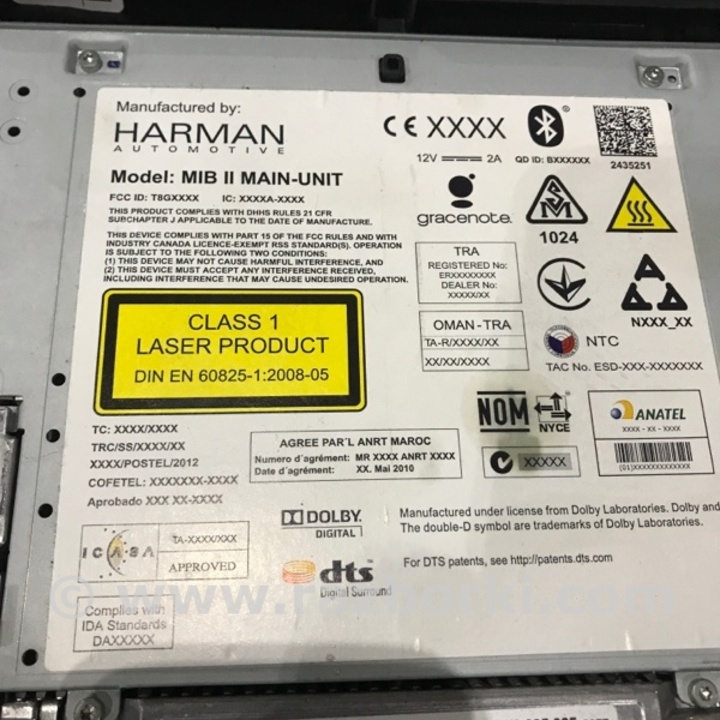 Manufactured by:
HARMAN
AUTOMOTIVE
Model: MIB II MAIN-UNIT
FCC ID: T8GXXXX IC: XXXXA-XXXX
THIS PRODUCT COMPLIES WITH DHHS RULES 21 CFR
SUBCHAPTER J APPLICABLE TO THE DATE OF MANUFACTURE.
THIS DEVICE COMPLIES WITH PART 15 OF THE FCC RULES AND WITH
INDUSTRY CANADA LICENCE-EXEMPT RSS STANDARD(S). OPERATION
IS SUBJECT TO THE FOLLOWING TWO CONDITIONS:
(1) THIS DEVICE MAY NOT CAUSE HARMFUL INTERFERENCE, AND
(2) THIS DEVICE MUST ACCEPT ANY INTERFERENCE RECEIVED,
INCLUDING INTERFERENCE THAT MAY CAUSE UNDESIRED OPERATION.
CLASS 1
LASER PRODUCT
DIN EN 60825-1:2008-05
CE XXXX
12V 2A
QD ID: BXXXXXX
2435251
gracenote.
1024
TRA
REGISTERED No:
ERXXXXXXXX
DEALER No:
XXXXX/XX
OMAN-TRA
TA-R/XXXX/XX
XX/XX/XXXX
NXXX_XX
NTC
TAC No. ESD-XXX-XXXXXXX
NOM
NYCE
ANATEL
XXXX - XX - XXXX
(01)XXXXXXXXXXXXXX
XXXXX
TC: XXXX/XXXX
TRC/SS/XXXX/XX
XXXX/POSTEL/2012
COFETEL: XXXXXXX-XXXX
Aprobado XXX XX-XXXX
AGREE PAR´L ANRT MAROC
Numero d´agrément: MR XXXX ANRT XXXX
Date d´agrément: XX. Mai 2010
ICASA
TA-XXXX/XXX
APPROVED
DOLBY.
DIGITAL
dts
Digital Surround
Manufactured under license from Dolby Laboratories. Dolby and
The double-D symbol are trademarks of Dolby Laboratories.
For DTS patents, see http://patents.dts.com
Complies with
IDA Standards
DAXXXXX